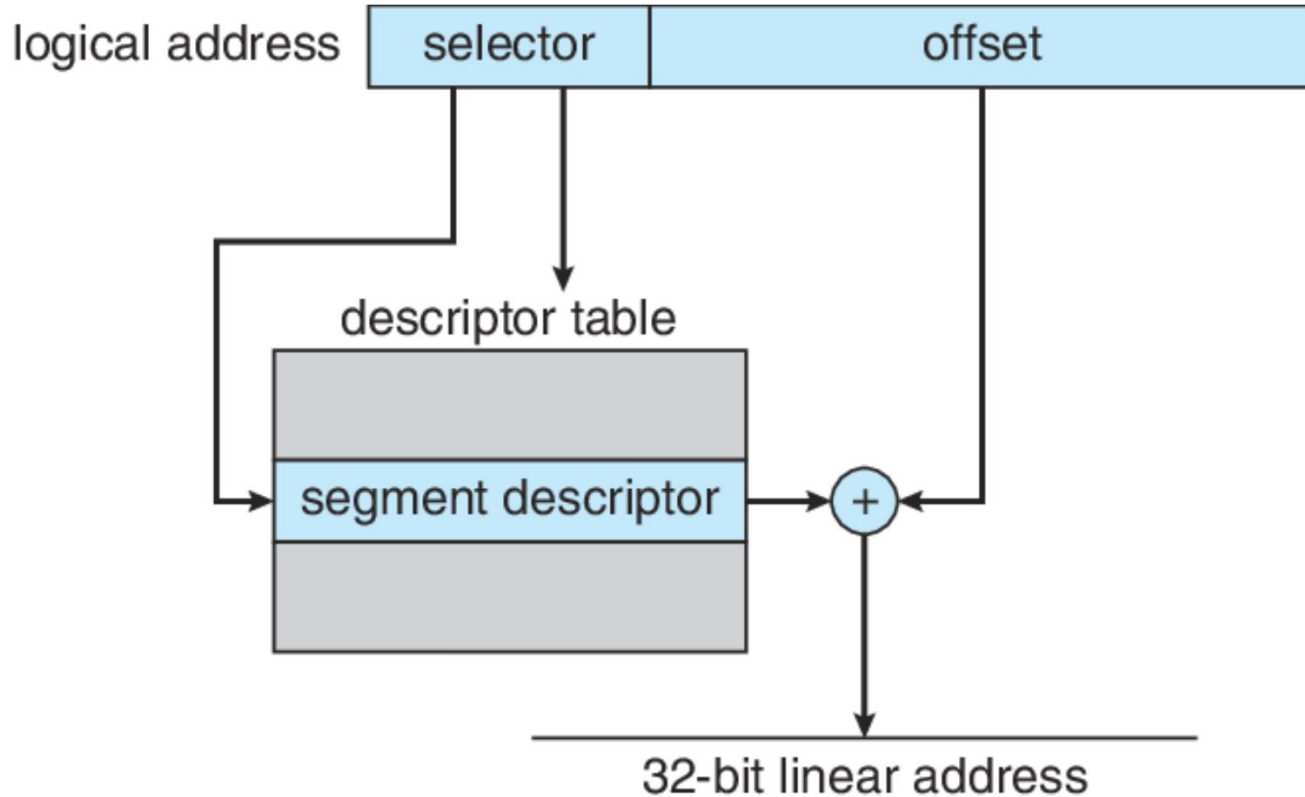 logical address selector offset
descriptor table
segment descriptor +
32-bit linear address